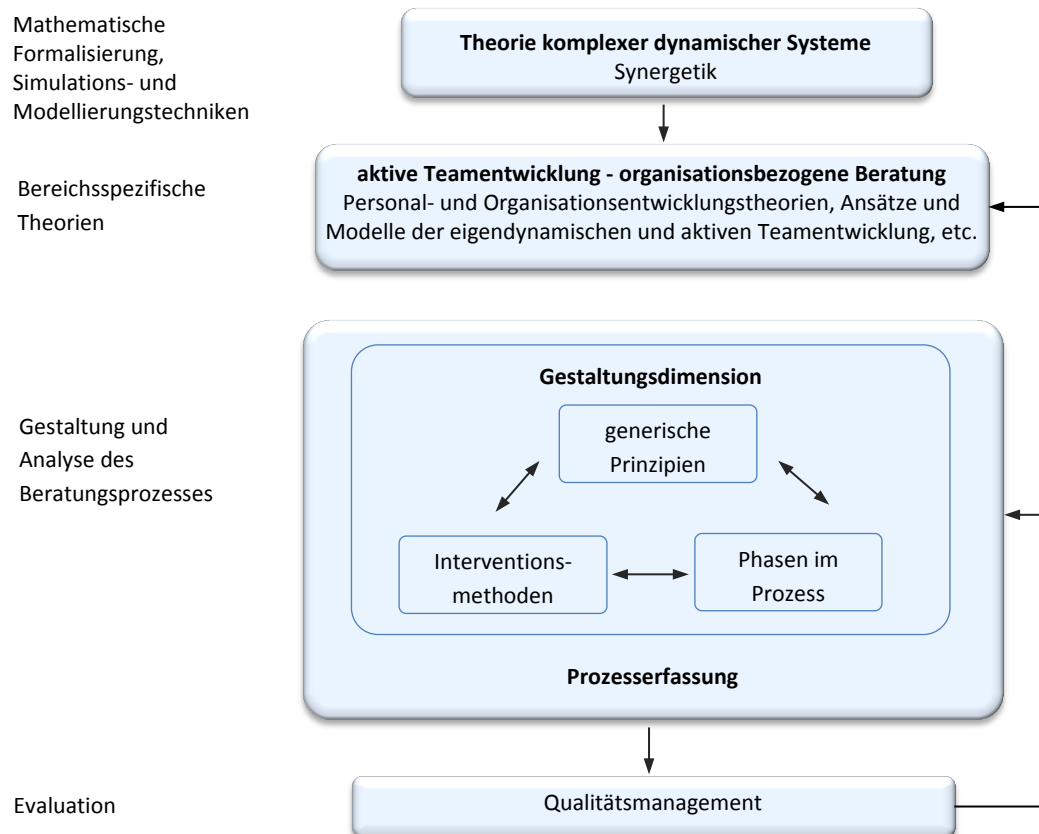 Mathematische
Formalisierung,
Simulations- und
Modellierungstechniken
Theorie komplexer dynamischer Systeme
Synergetik
Bereichsspezifische
Theorien
aktive Teamentwicklung - organisationsbezogene Beratung
Personal- und Organisationsentwicklungstheorien, Ansätze und
Modelle der eigendynamischen und aktiven Teamentwicklung, etc.
Gestaltung und
Analyse des
Beratungsprozesses
Gestaltungsdimension
generische
Prinzipien
Interventions-
methoden
Phasen im
Prozess
Prozesserfassung
Evaluation
Qualitätsmanagement